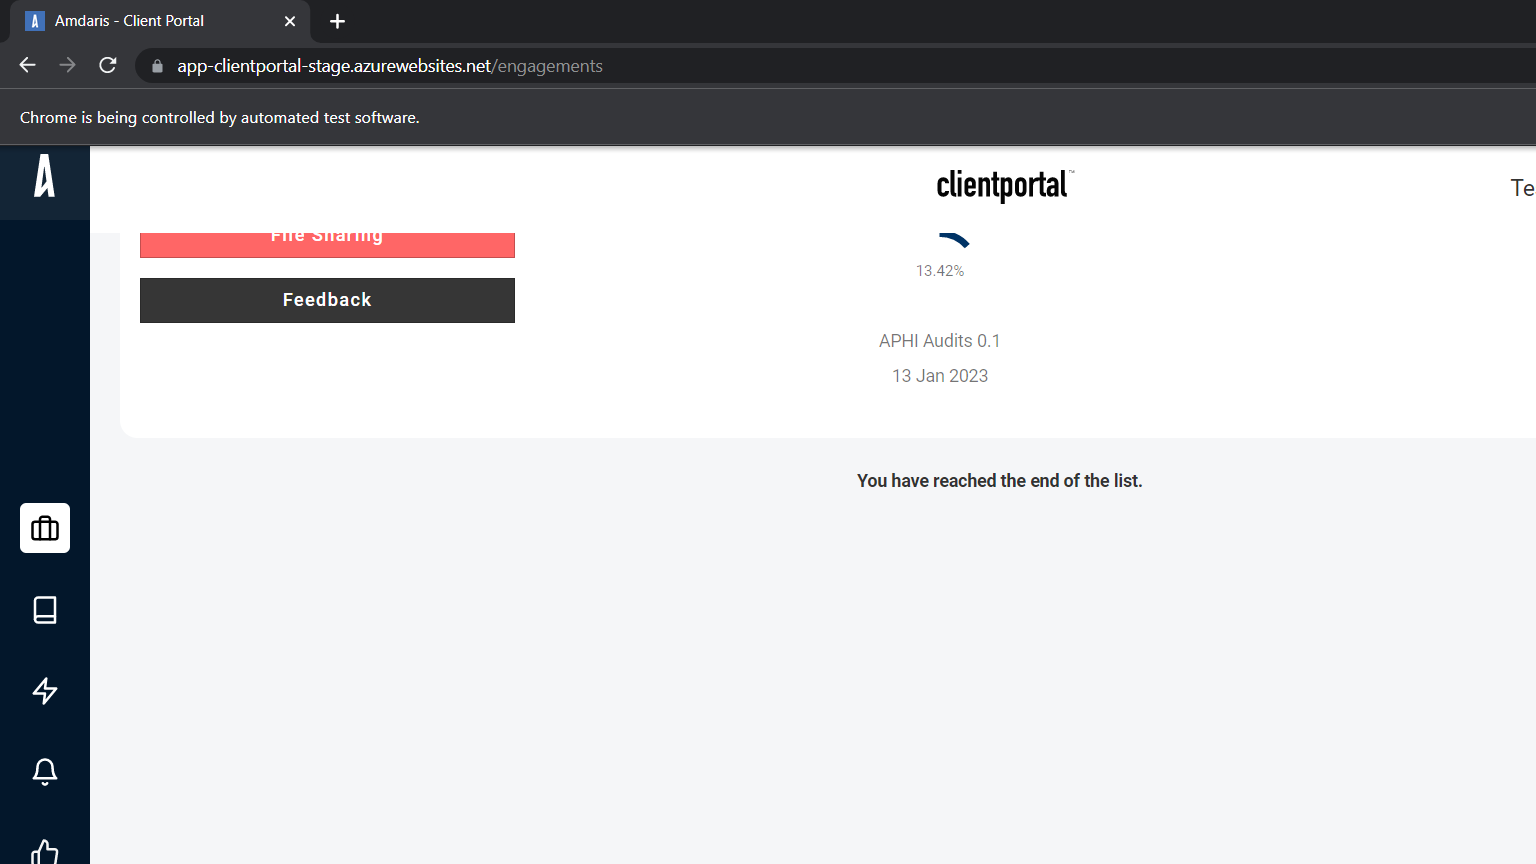 Amdaris - Client Portal
app-clientportal-stage.azurewebsites.net/engagements
Chrome is being controlled by automated test software.
clientportal™
Te
File Sharing
13.42%
Feedback
APHI Audits 0.1
13 Jan 2023
You have reached the end of the list.